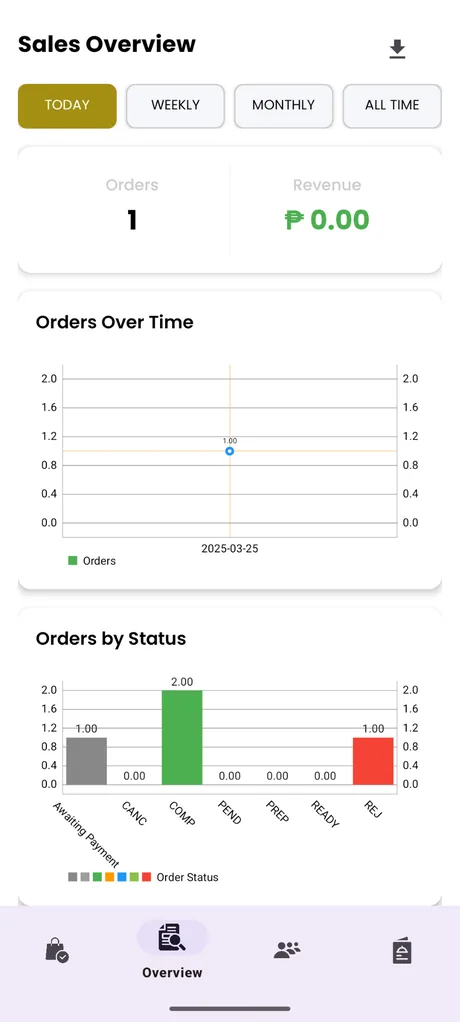 Sales Overview
TODAY WEEKLY MONTHLY ALL TIME
Orders Revenue
1 ₱ 0.00
Orders Over Time
2.0 2.0
1.6 1.6
1.2 1.2
1.00
0.8 0.8
0.4 0.4
0.0 0.0
2025-03-25
Orders
Orders by Status
2.00
2.0 2.0
1.6 1.6
1.2 1.2
1.00 1.00
0.8 0.8
0.00 0.00 0.00 0.00
0.4 0.4
0.0 0.0
Awaiting Payment CANC COMP PEND PREP READY REJ
Order Status
Overview